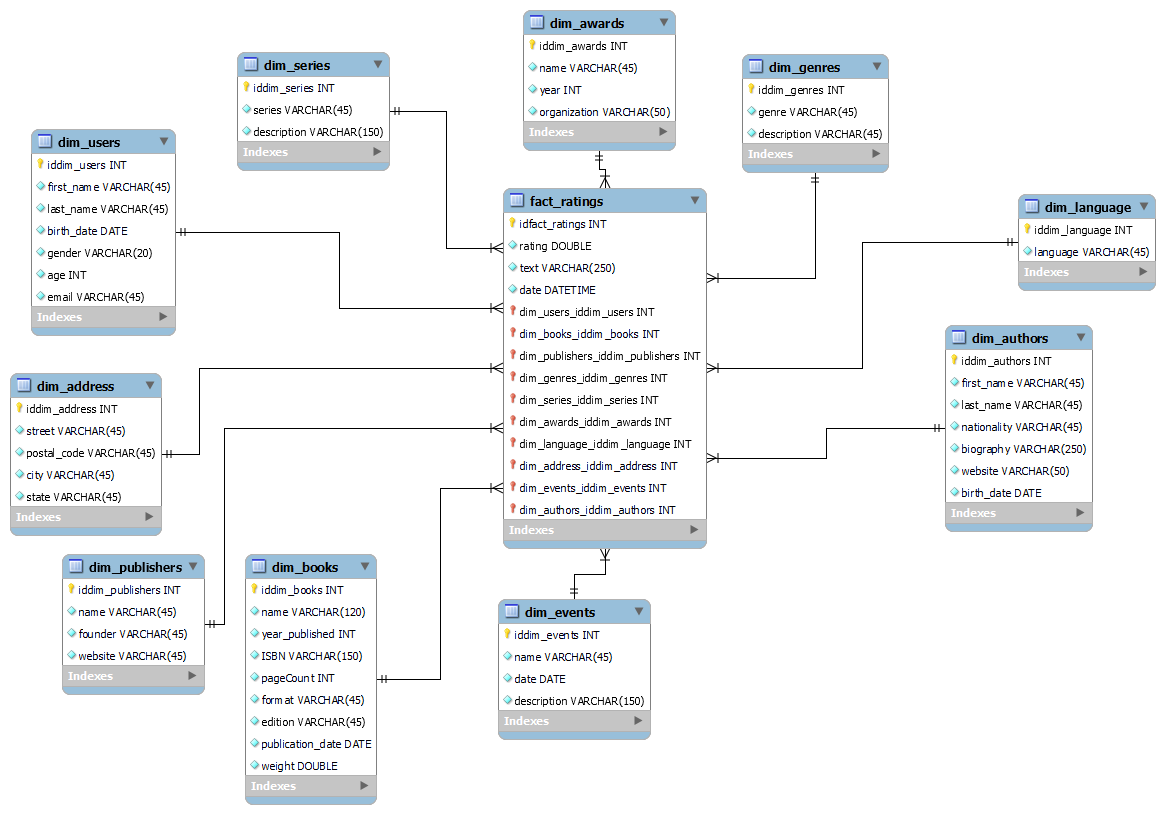 dim_awards
iddim_awards INT
name VARCHAR(45)
year INT
organization VARCHAR(50)
Indexes
dim_series
iddim_series INT
series VARCHAR(45)
description VARCHAR(150)
Indexes
dim_genres
iddim_genres INT
genre VARCHAR(45)
description VARCHAR(45)
Indexes
dim_users
iddim_users INT
first_name VARCHAR(45)
last_name VARCHAR(45)
birth_date DATE
gender VARCHAR(20)
age INT
email VARCHAR(45)
Indexes
fact_ratings
idfact_ratings INT
rating DOUBLE
text VARCHAR(250)
date DATETIME
dim_users_iddim_users INT
dim_books_iddim_books INT
dim_publishers_iddim_publishers INT
dim_genres_iddim_genres INT
dim_series_iddim_series INT
dim_awards_iddim_awards INT
dim_language_iddim_language INT
dim_address_iddim_address INT
dim_events_iddim_events INT
dim_authors_iddim_authors INT
Indexes
dim_language
iddim_language INT
language VARCHAR(45)
Indexes
dim_authors
iddim_authors INT
first_name VARCHAR(45)
last_name VARCHAR(45)
nationality VARCHAR(45)
biography VARCHAR(250)
website VARCHAR(50)
birth_date DATE
Indexes
dim_address
iddim_address INT
street VARCHAR(45)
postal_code VARCHAR(45)
city VARCHAR(45)
state VARCHAR(45)
Indexes
dim_publishers
iddim_publishers INT
name VARCHAR(45)
founder VARCHAR(45)
website VARCHAR(45)
Indexes
dim_books
iddim_books INT
name VARCHAR(120)
year_published INT
ISBN VARCHAR(150)
pageCount INT
format VARCHAR(45)
edition VARCHAR(45)
publication_date DATE
weight DOUBLE
Indexes
dim_events
iddim_events INT
name VARCHAR(45)
date DATE
description VARCHAR(150)
Indexes